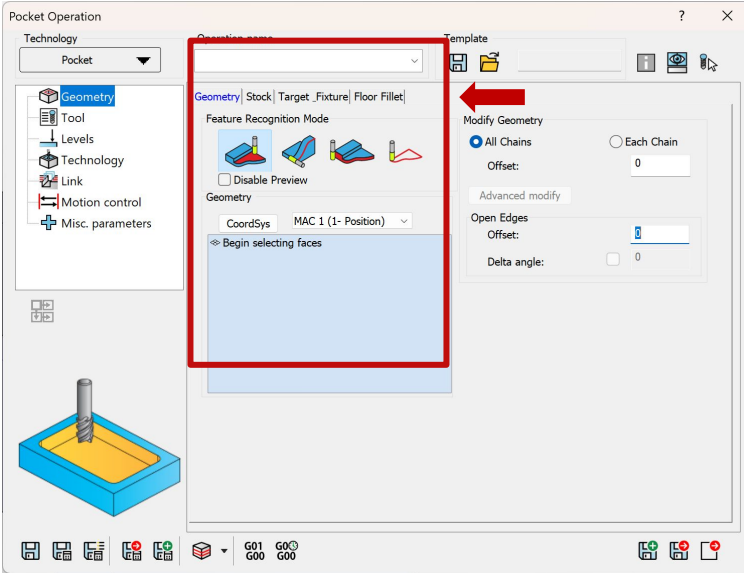 Pocket Operation
? X
Technology
Operation name
Template
Pocket
Geometry
Tool
Levels
Technology
Link
Motion control
Misc. parameters
Geometry Stock Target _Fixture Floor Fillet
Feature Recognition Mode
Disable Preview
Geometry
CoordSys
MAC 1 (1- Position)
Begin selecting faces
Modify Geometry
All Chains
Each Chain
Offset:
0
Advanced modify
Open Edges
Offset:
0
Delta angle:
0
G01
G00
G00
G00